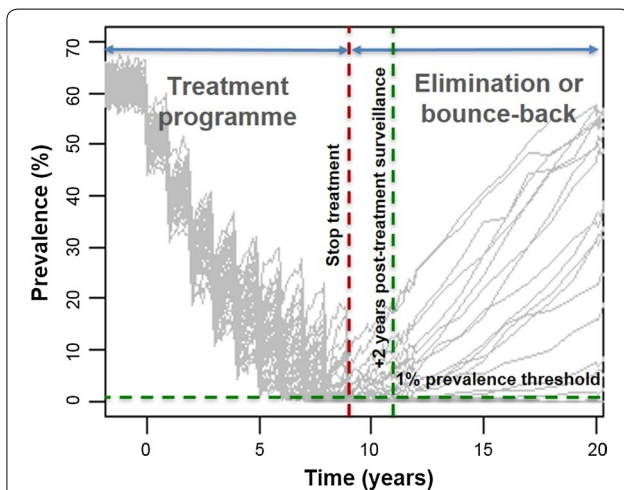 Treatment
programme
Elimination or
bounce-back
Stop treatment
+2 years post-treatment surveillance
1% prevalence threshold
Prevalence (%)
70
60
50
40
30
20
10
0
0
5
10
15
20
Time (years)